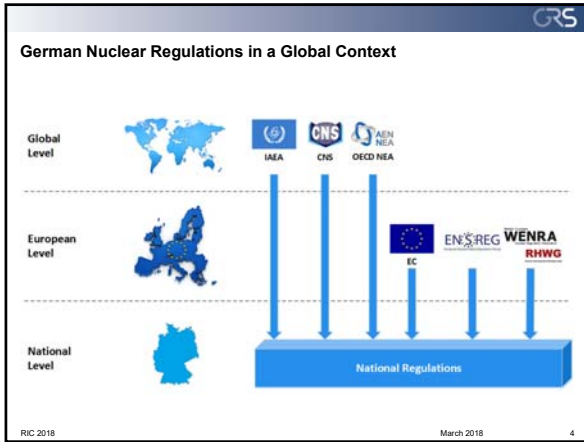 GRS
German Nuclear Regulations in a Global Context
Global
Level
IAEA
CNS
CNS
AEN
NEA
OECD NEA
European
Level
EC
ENSREG
WENRA
RHWG
National
Level
National Regulations
RIC 2018
March 2018
4